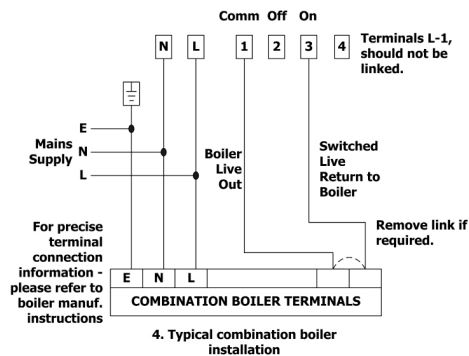 Comm Off On
N L 1 2 3 4
Terminals L-1,
should not be
linked.
E
Mains
Supply
N
L
Boiler
Live
Out
Switched
Live
Return to
Boiler
For precise
terminal
connection
information -
please refer to
boiler manuf.
instructions
Remove link if
required.
E N L
COMBINATION BOILER TERMINALS
4. Typical combination boiler
installation